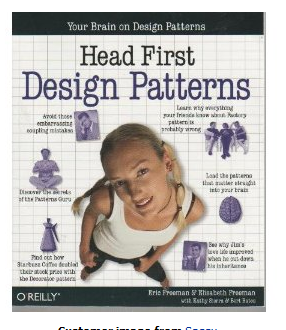 Your Brain on Design Patterns
Head First
Design Patterns
Avoid those
embarrassing
coupling mistakes
Learn why everything
your friends know about Factory
pattern is
probably wrong
Discover the secrets
of the Patterns Guru
Load the patterns
that matter straight
into your brain
Find out how
Starbuzz Coffee doubled
their stock price with
the Decorator pattern
See why Jim's
love life improved
when he cut down
his inheritance
O'REILLY®
Eric Freeman & Elisabeth Freeman
with Kathy Sierra & Bert Bates
Customer image from